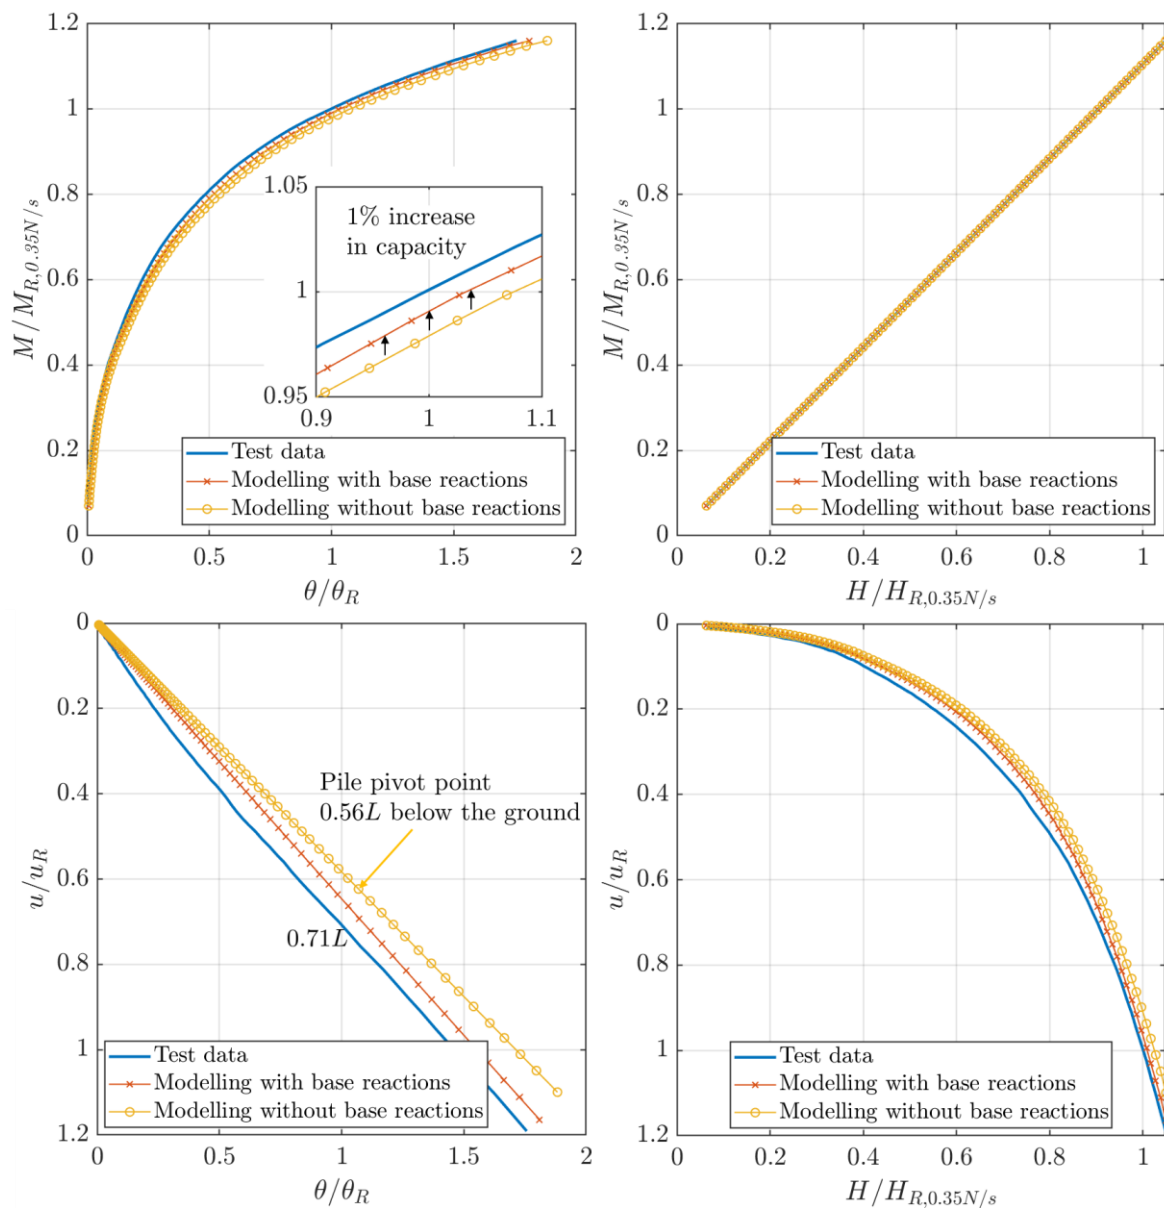 1.2
1
0.8
0.6
0.4
0.2
0
M/M_{R,0.35N/s}
1.05
1
0.95
0.9
1
1.1
1% increase
in capacity
Test data
Modelling with base reactions
Modelling without base reactions
0
0.5
1
1.5
2
θ/θ_R
1.2
1
0.8
0.6
0.4
0.2
0
M/M_{R,0.35N/s}
Test data
Modelling with base reactions
Modelling without base reactions
0
0.2
0.4
0.6
0.8
1
H/H_{R,0.35N/s}
0
0.2
0.4
0.6
0.8
1
1.2
u/u_R
Pile pivot point
0.56L below the ground
0.71L
Test data
Modelling with base reactions
Modelling without base reactions
0
0.5
1
1.5
2
θ/θ_R
0
0.2
0.4
0.6
0.8
1
1.2
u/u_R
Test data
Modelling with base reactions
Modelling without base reactions
0
0.2
0.4
0.6
0.8
1
H/H_{R,0.35N/s}